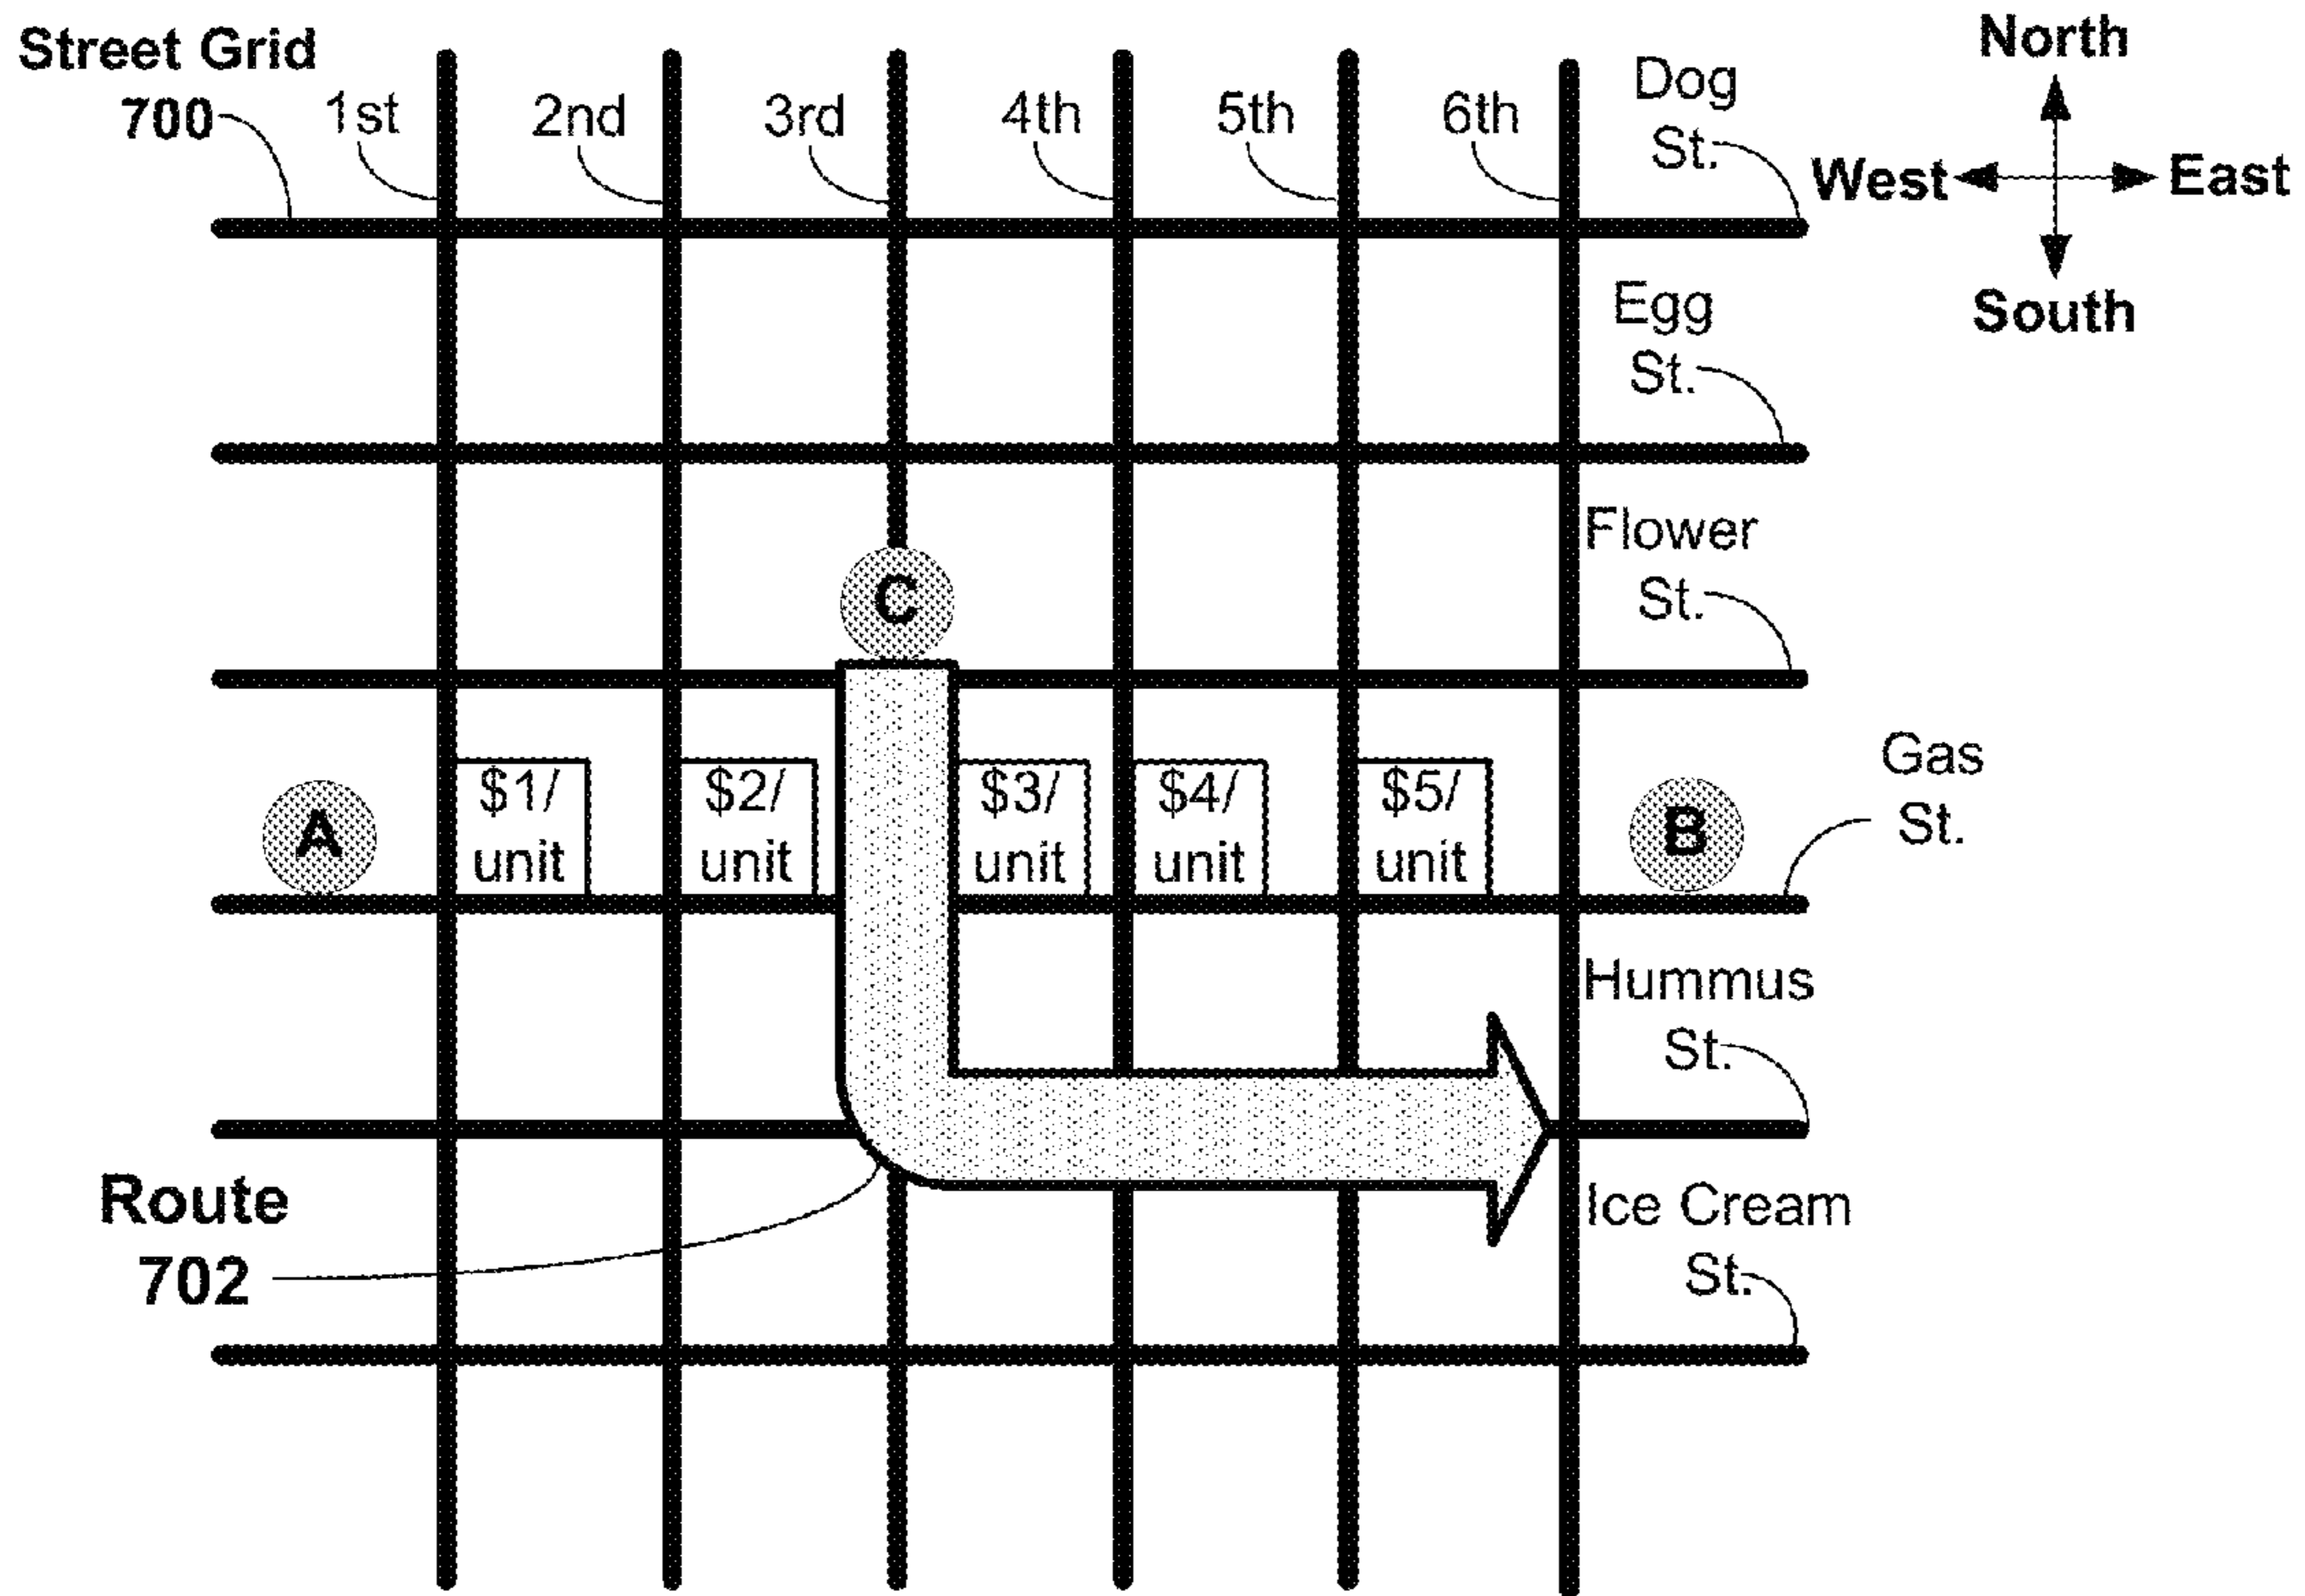 Street Grid
700
1st
2nd
3rd
4th
5th
6th
Dog
St.
North
West
East
South
Egg
St.
Flower
St.
C
Gas
St.
A
$1/
unit
$2/
unit
$3/
unit
$4/
unit
$5/
unit
B
Hummus
St.
Route
702
Ice Cream
St.